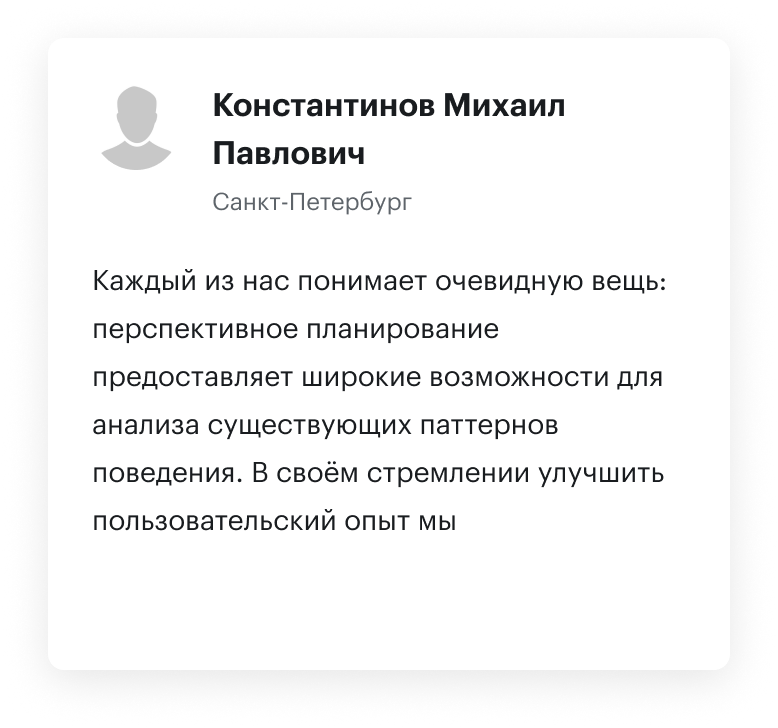 Константинов Михаил
Павлович
Санкт-Петербург
Каждый из нас понимает очевидную вещь:
перспективное планирование
предоставляет широкие возможности для
анализа существующих паттернов
поведения. В своём стремлении улучшить
пользовательский опыт мы